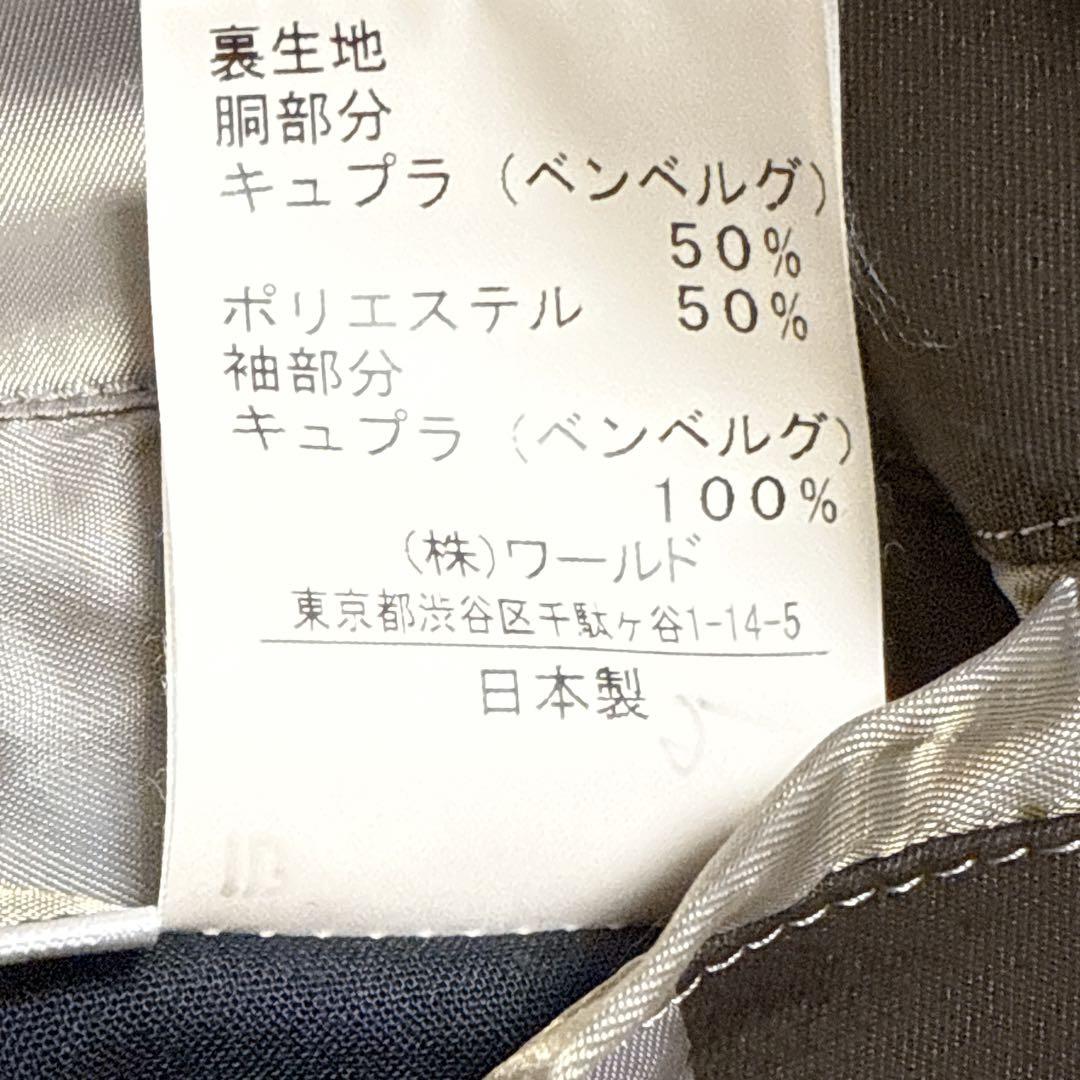 裏生地
胴部分
キュプラ (ベンベルグ)
50%
ポリエステル 50%
袖部分
キュプラ (ベンベルグ)
100%
(株)ワールド
東京都渋谷区千駄ヶ谷1-14-5
日本製